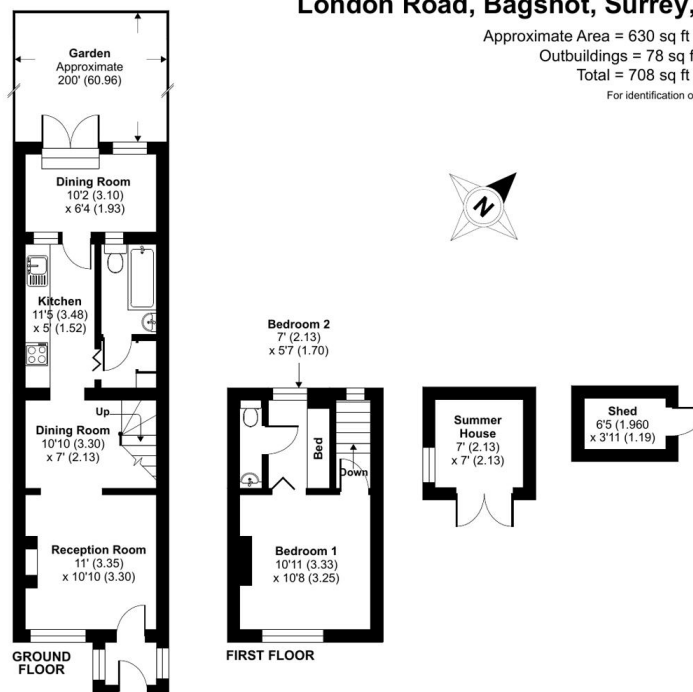 London Road, Bagshot, Surrey,
Approximate Area = 630 sq ft
Outbuildings = 78 sq f
Total = 708 sq ft
For identification o
Garden
Approximate
200' (60.96)
Dining Room
10'2 (3.10)
x 6'4 (1.93)
N
Kitchen
11'5 (3.48)
x 5' (1.52)
Bedroom 2
7' (2.13)
x 5'7 (1.70)
Up
Dining Room
10'10 (3.30)
x 7' (2.13)
Bed
Down
Summer
House
7' (2.13)
x 7' (2.13)
Shed
6'5 (1.960
x 3'11 (1.19)
Reception Room
11' (3.35)
x 10'10 (3.30)
Bedroom 1
10'11 (3.33)
x 10'8 (3.25)
GROUND
FLOOR
FIRST FLOOR